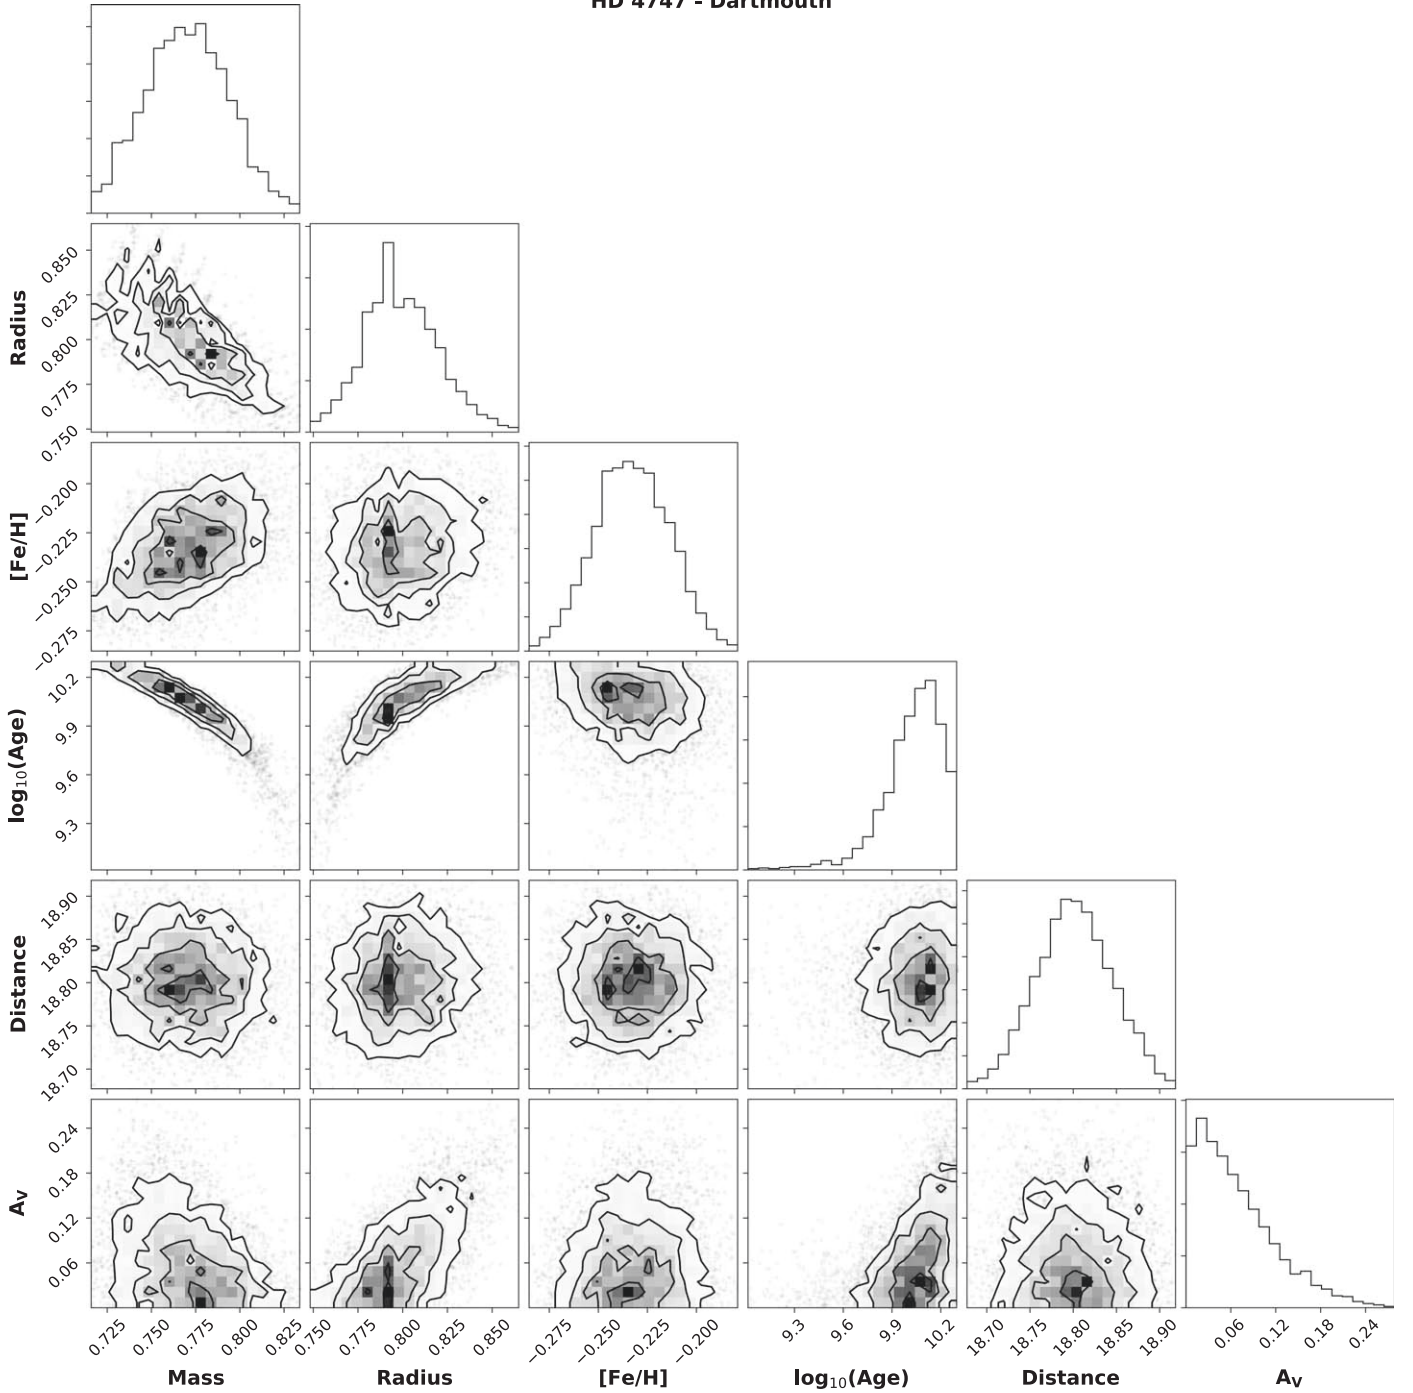 HD 4747 - Dartmouth
Radius
0.850
0.825
0.800
0.775
0.750
[Fe/H]
−0.200
−0.225
−0.250
−0.275
log10(Age)
10.2
9.9
9.6
9.3
Distance
18.90
18.85
18.80
18.75
18.70
AV
0.24
0.18
0.12
0.06
0.725 0.750 0.775 0.800 0.825 0.750 0.775 0.800 0.825 0.850 −0.275 −0.250 −0.225 −0.200 9.3 9.6 9.9 10.2 18.70 18.75 18.80 18.85 18.90 0.06 0.12 0.18 0.24
Mass Radius [Fe/H] log10(Age) Distance AV